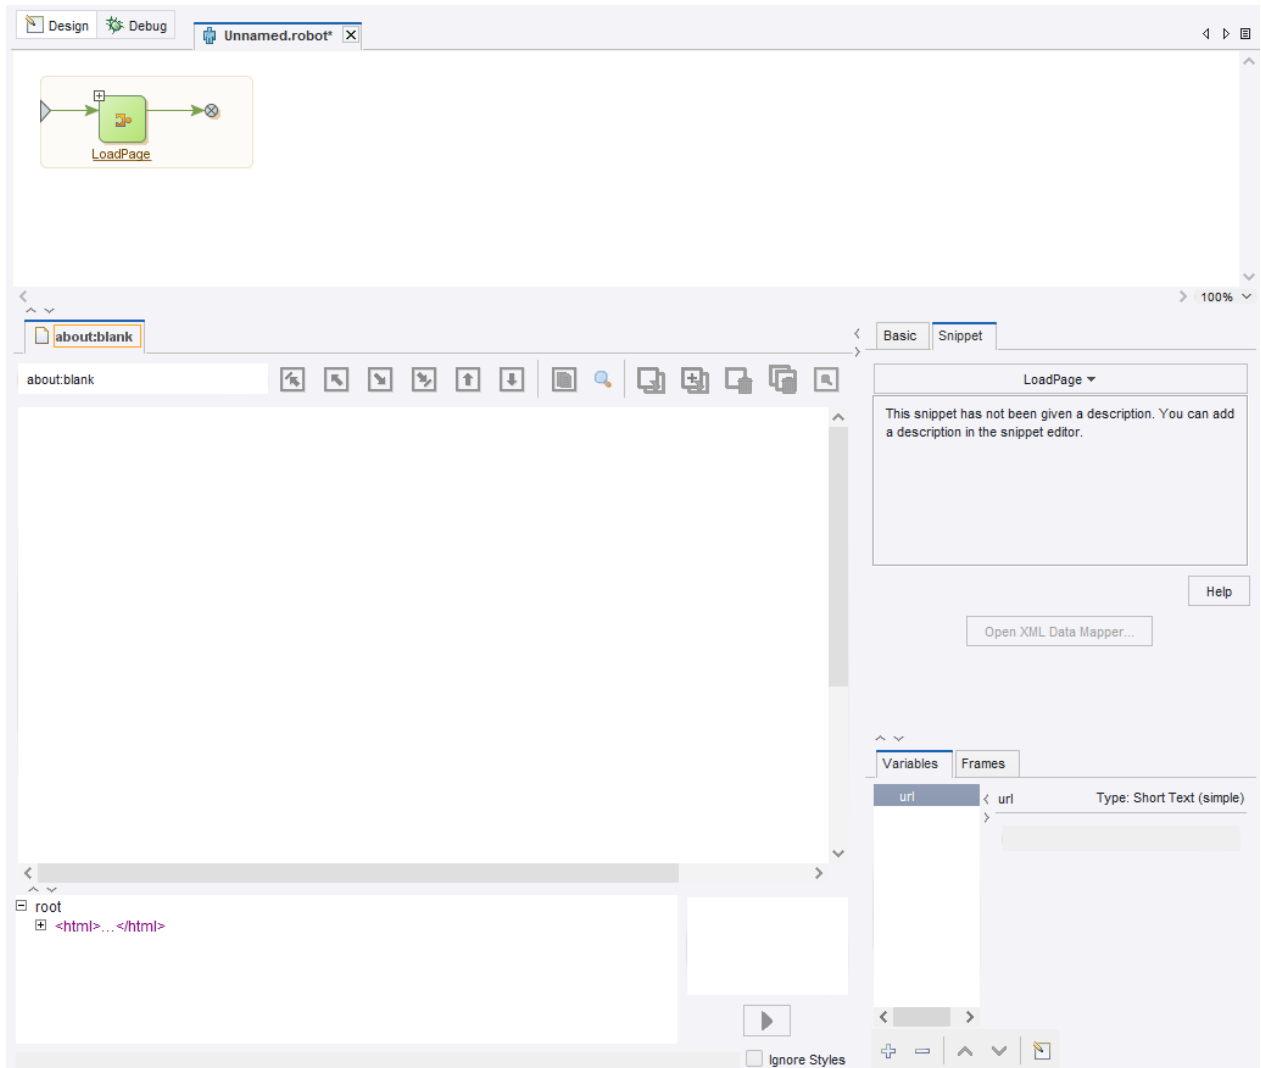 Design
Debug
Unnamed.robot*
LoadPage
100%
about:blank
Basic
Snippet
about:blank
LoadPage
This snippet has not been given a description. You can add
a description in the snippet editor.
Help
Open XML Data Mapper...
Variables
Frames
url
url
Type: Short Text (simple)
root
<html>...</html>
Ignore Styles